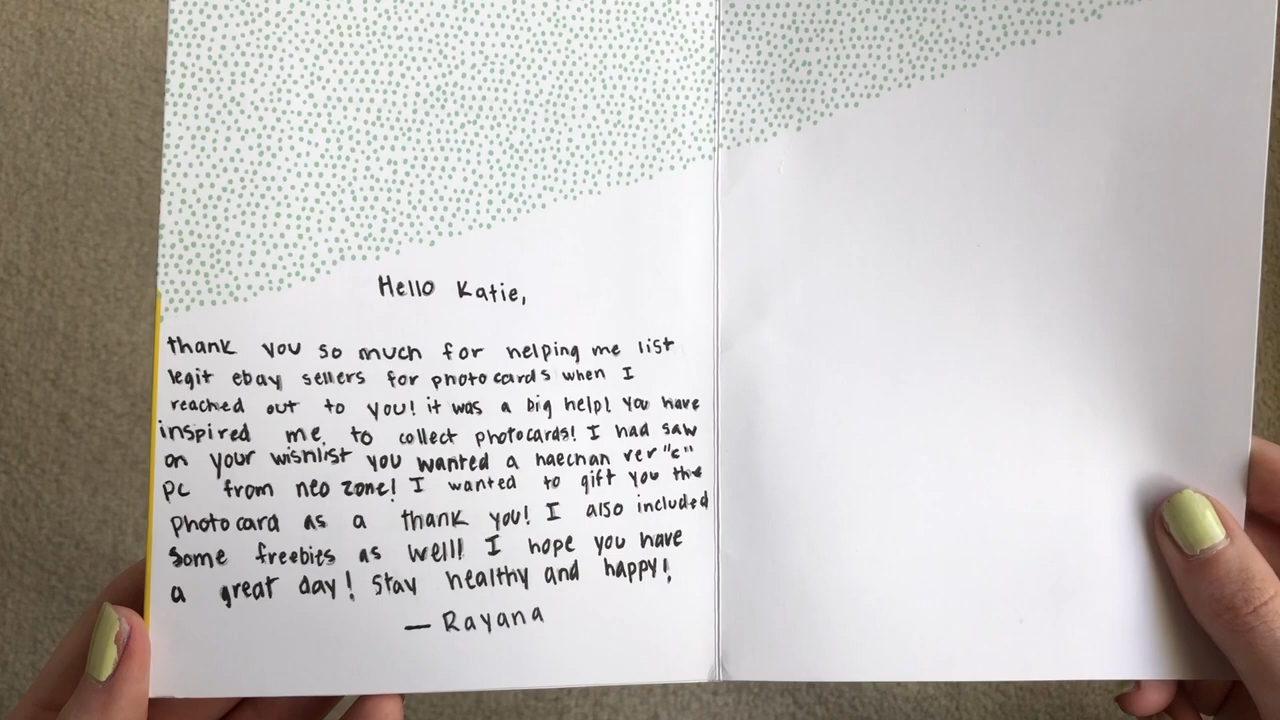 Hello Katie,
thank you so much for helping me list
legit ebay sellers for photocards when I
reached out to you! it was a big help! you have
inspired me to collect photocards! I had saw
on your wishlist you wanted a haechan ver "c"
pc from neo zone! I wanted to gift you the
photocard as a thank you! I also included
some freebies as well! I hope you have
a great day! Stay healthy and happy!
— Rayana